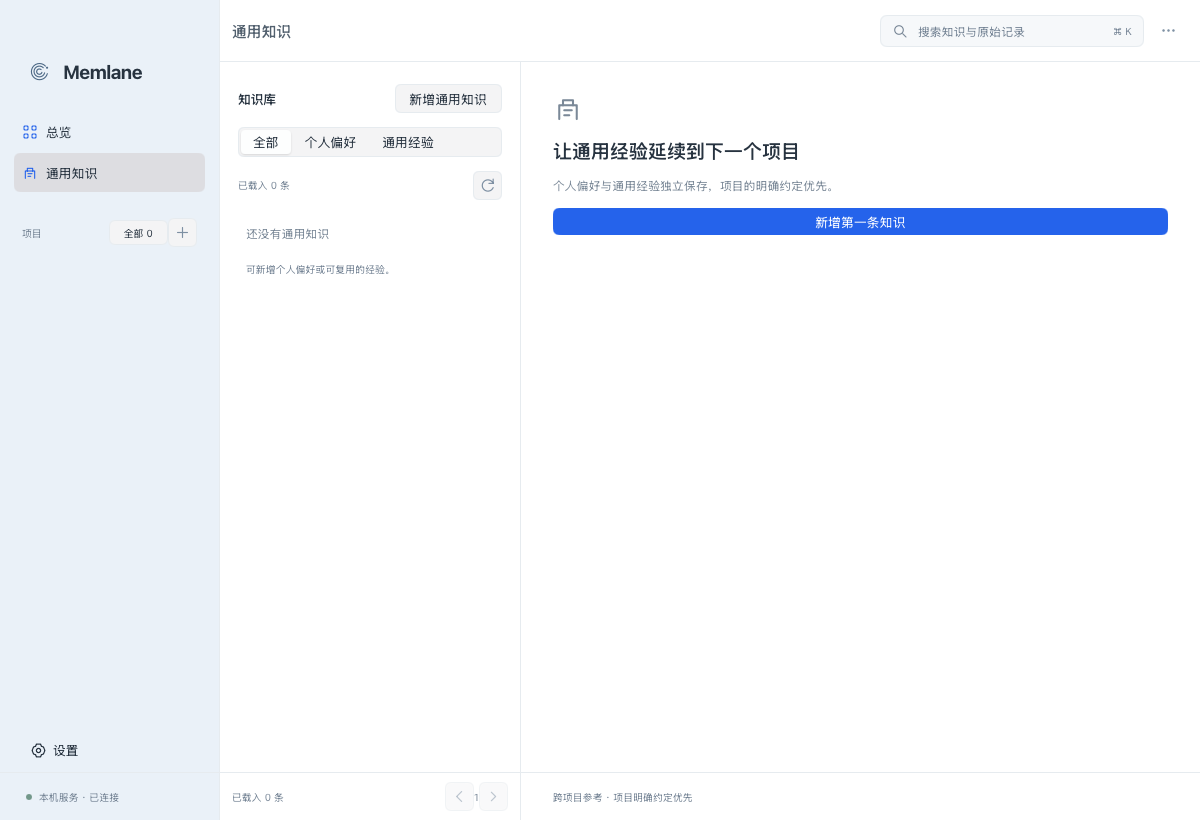 Memlane
总览
通用知识
项目
全部 0
设置
本机服务 · 已连接
通用知识
搜索知识与原始记录
⌘ K
知识库
新增通用知识
全部
个人偏好
通用经验
已载入 0 条
还没有通用知识
可新增个人偏好或可复用的经验。
已载入 0 条
1
让通用经验延续到下一个项目
个人偏好与通用经验独立保存，项目的明确约定优先。
新增第一条知识
跨项目参考 · 项目明确约定优先